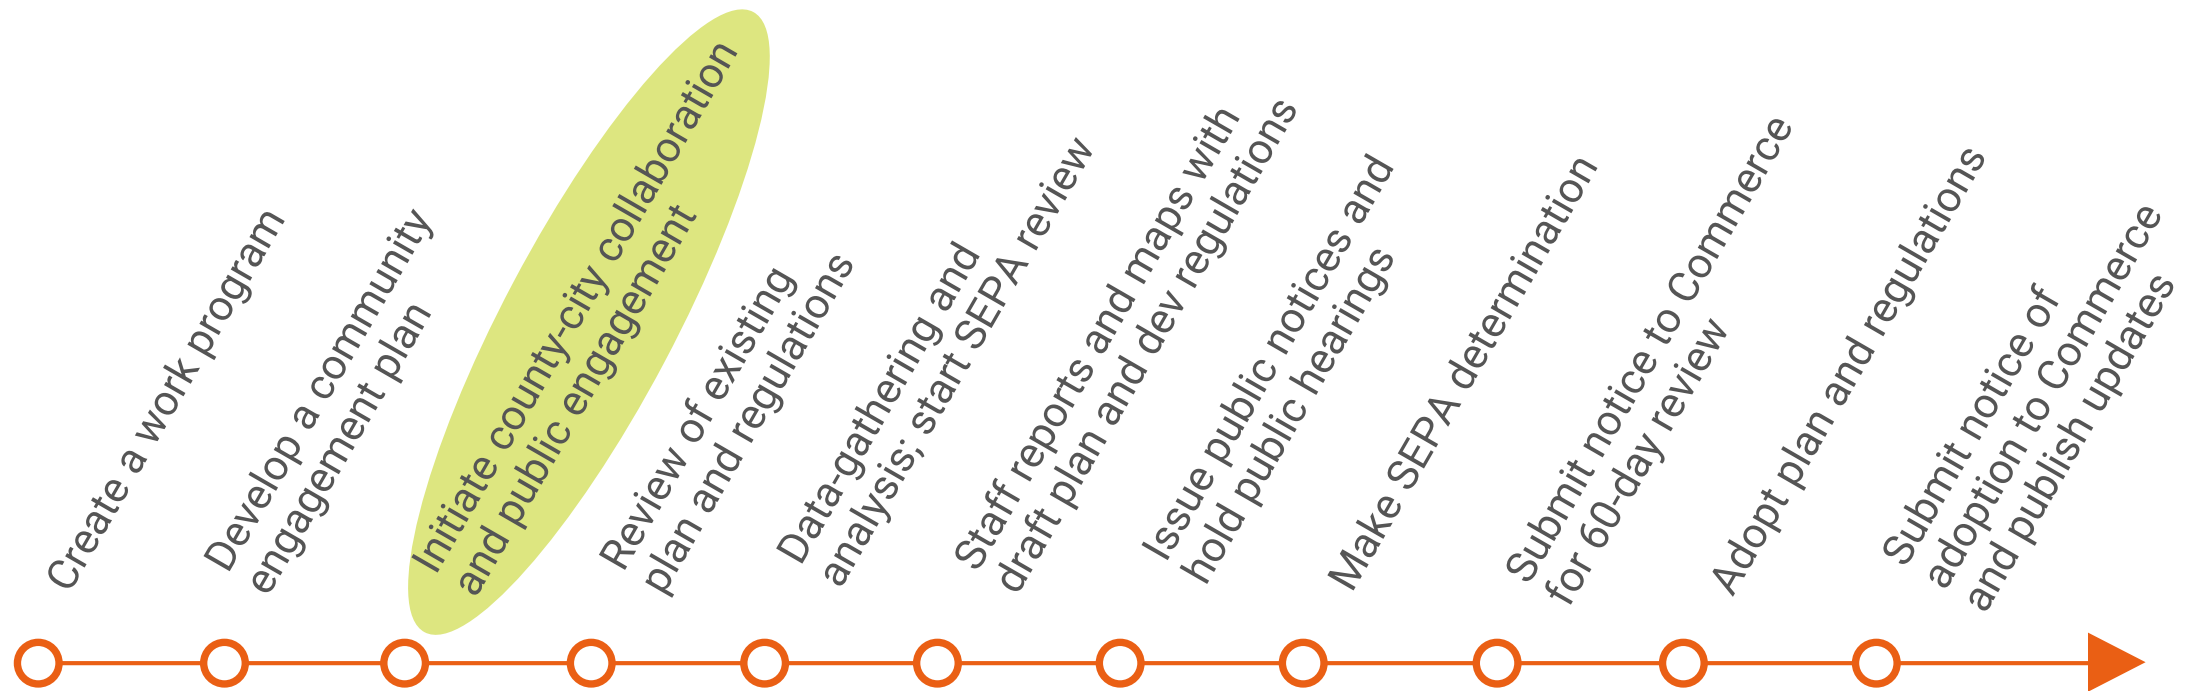 Create a work program
Develop a community
engagement plan
Initiate county-city collaboration
and public engagement
Review of existing
plan and regulations
Data-gathering and
analysis; start SEPA review
Staff reports and maps with
draft plan and dev regulations
Issue public notices and
hold public hearings
Make SEPA determination
Submit notice to Commerce
for 60-day review
Adopt plan and regulations
Submit notice of
adoption to Commerce
and publish updates